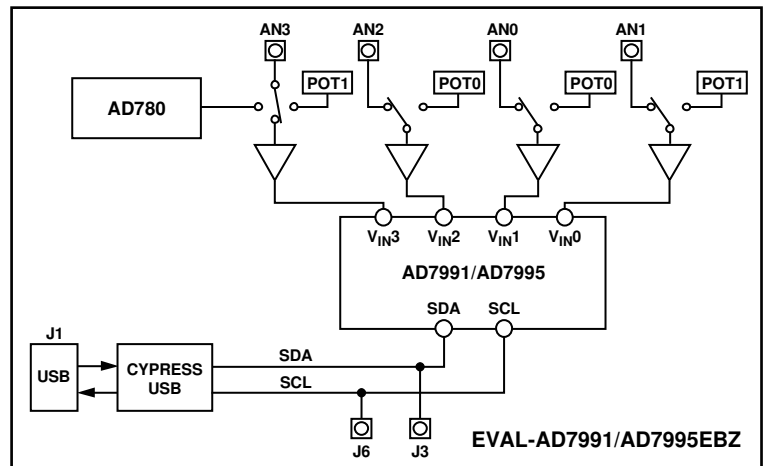 AN3 AN2 AN0 AN1
POT1 POT0 POT0 POT1
AD780
VIN3 VIN2 VIN1 VIN0
AD7991/AD7995
SDA SCL
J1
USB
CYPRESS
USB
SDA
SCL
J6 J3
EVAL-AD7991/AD7995EBZ